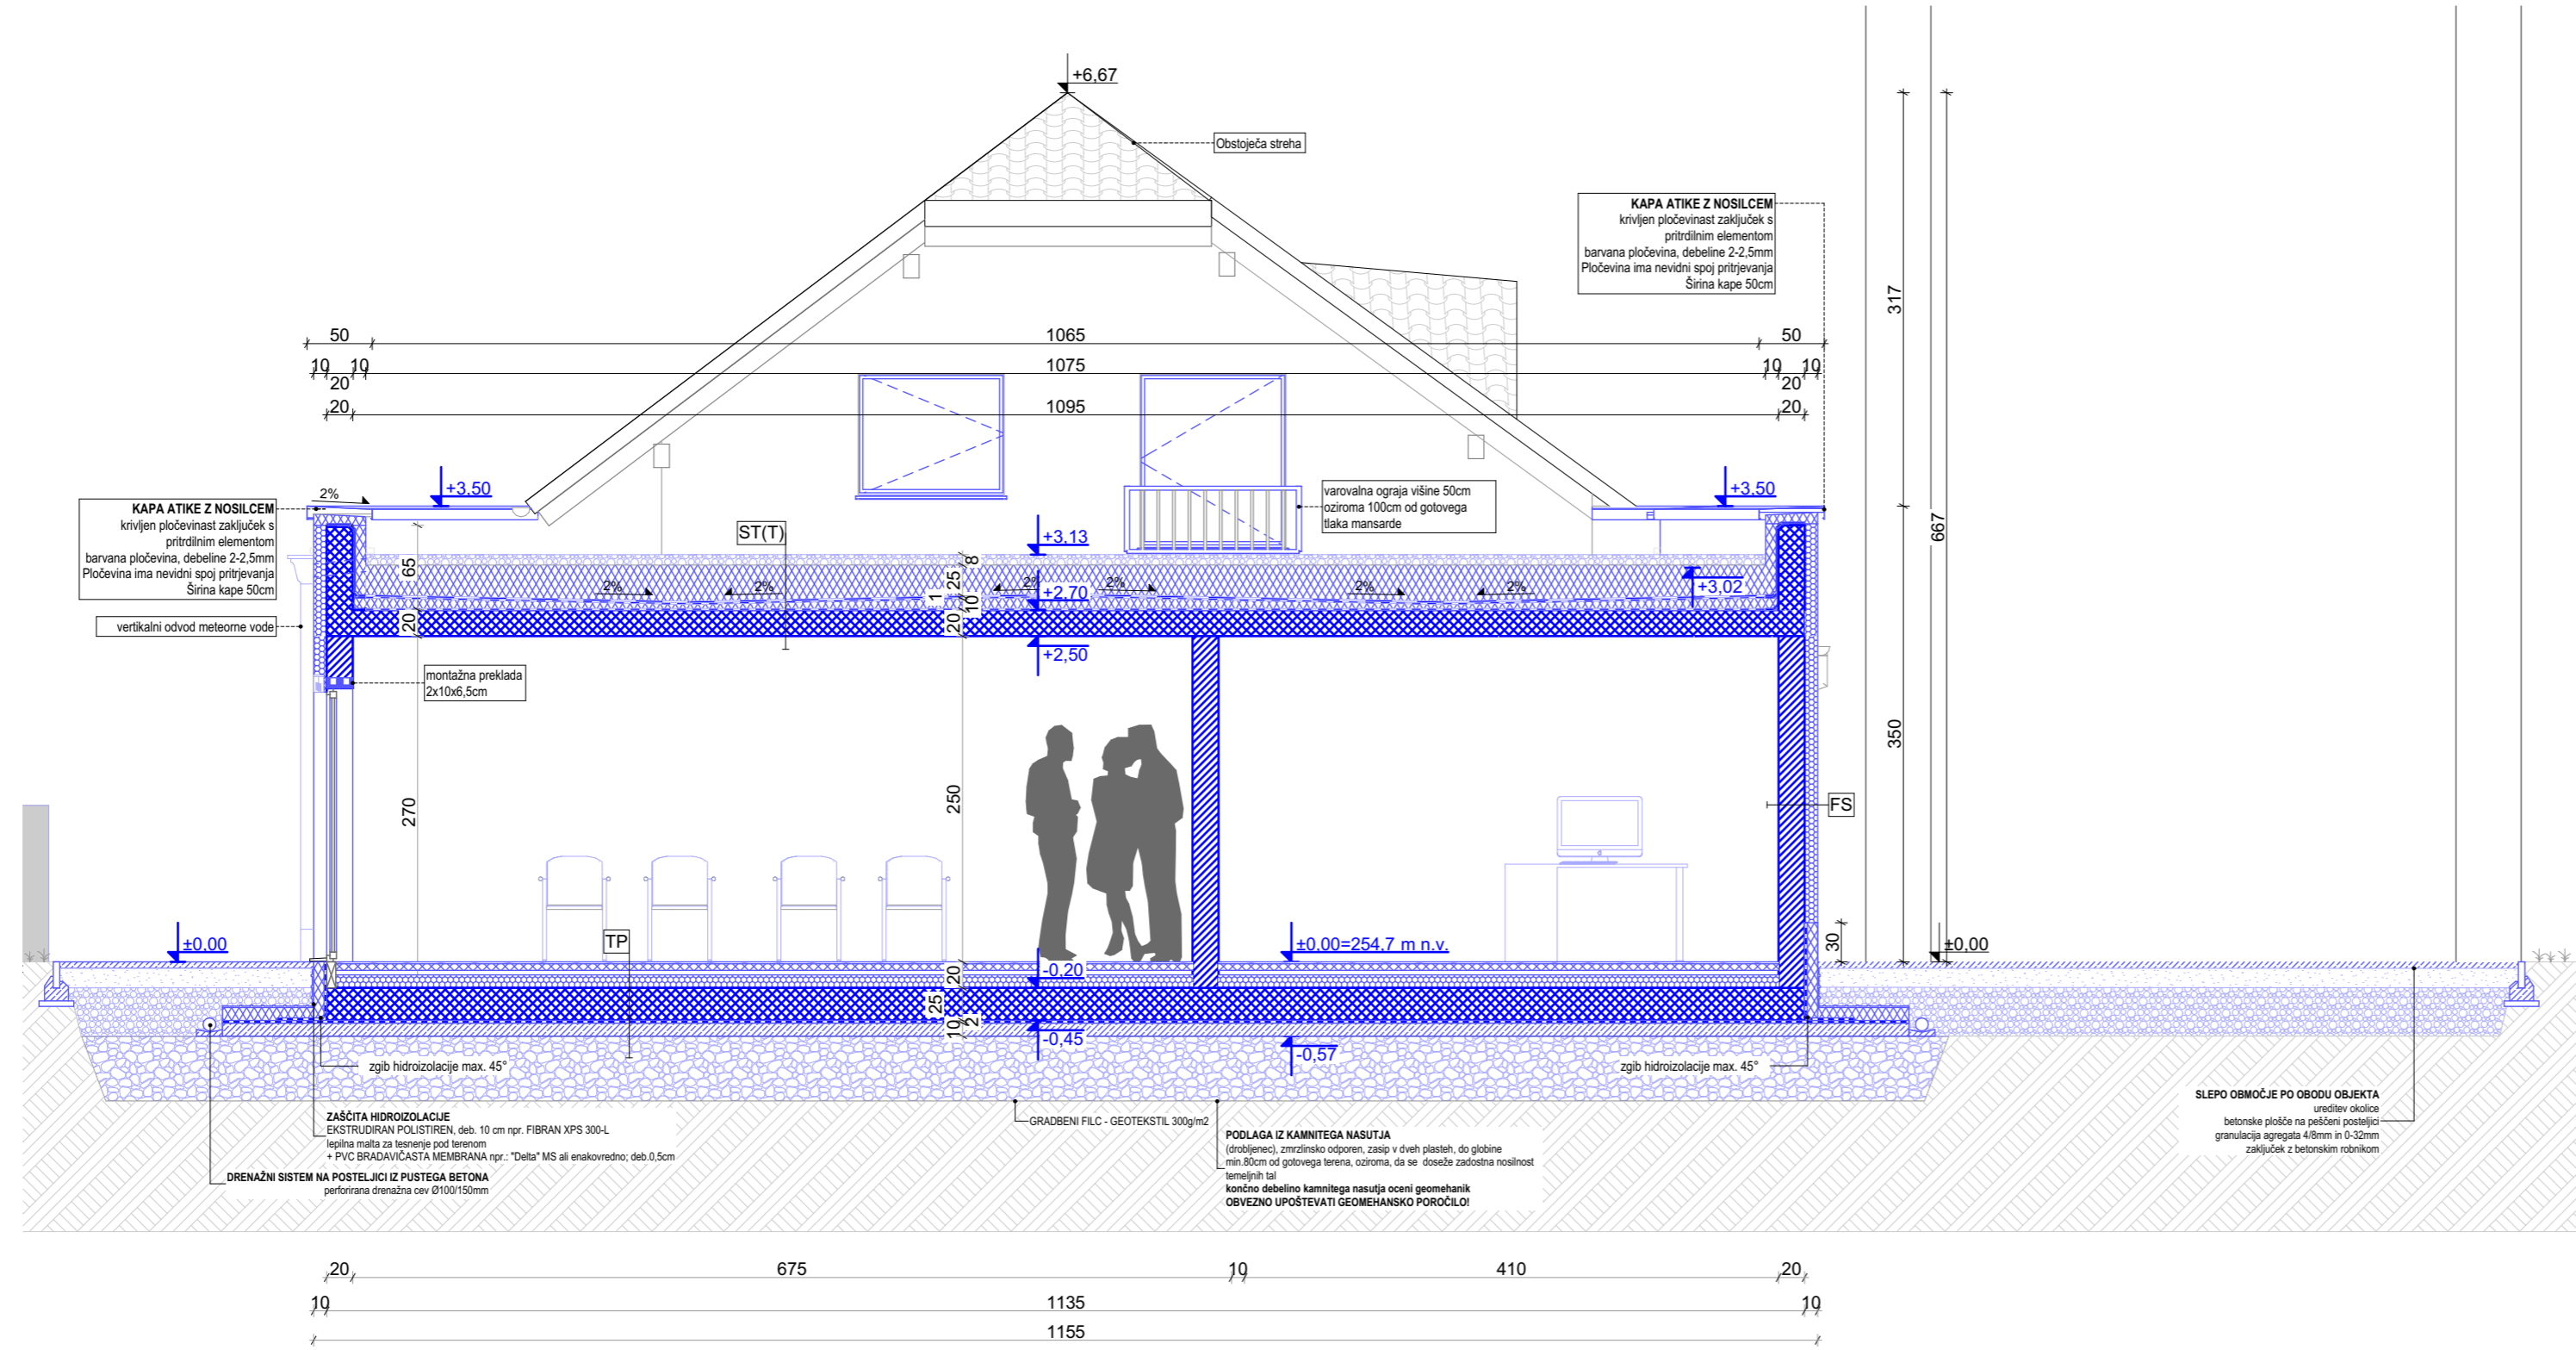 +6,67
Obstoječa streha
KAPA ATIKE Z NOSILCEM
krivljen pločevinast zaključek s
pritrdilnim elementom
barvana pločevina, debeline 2-2,5mm
Pločevina ima nevidni spoj pritrjevanja
Širina kape 50cm
317
50 1065 50
10 10 1075 10 10
20 20
20 1095 20
2%
+3,50
+3,50
KAPA ATIKE Z NOSILCEM
krivljen pločevinast zaključek s
pritrdilnim elementom
barvana pločevina, debeline 2-2,5mm
Pločevina ima nevidni spoj pritrjevanja
Širina kape 50cm
varovalna ograja višine 50cm
oziroma 100cm od gotovega
tlaka mansarde
ST(T)
+3,13
667
65
8
25
1
10
2% 2% 2% 2% 2% 2%
+2,70
+3,02
20
20
vertikalni odvod meteorne vode
+2,50
montažna preklada
2x10x6,5cm
350
270
250
FS
TP
±0,00
±0,00=254,7 m n.v.
30
±0,00
20
-0,20
25
10
2
-0,45
-0,57
zgib hidroizolacije max. 45°
zgib hidroizolacije max. 45°
ZAŠČITA HIDROIZOLACIJE
EKSTRUDIRAN POLISTIREN, deb. 10 cm npr. FIBRAN XPS 300-L
lepilna malta za tesnenje pod terenom
+ PVC BRADAVIČASTA MEMBRANA npr.: "Delta" MS ali enakovredno; deb.0,5cm
DRENAŽNI SISTEM NA POSTELJICI IZ PUSTEGA BETONA
perforirana drenažna cev Ø100/150mm
GRADBENI FILC - GEOTEKSTIL 300g/m2
PODLAGA IZ KAMNITEGA NASUTJA
(drobljenec), zmrzlinsko odporen, zasip v dveh plasteh, do globine
min.80cm od gotovega terena, oziroma, da se doseže zadostna nosilnost
temeljnih tal
končno debelino kamnitega nasutja oceni geomehanik
OBVEZNO UPOŠTEVATI GEOMEHANSKO POROČILO!
SLEPO OBMOČJE PO OBODU OBJEKTA
ureditev okolice
betonske plošče na peščeni posteljici
granulacija agregata 4/8mm in 0-32mm
zaključek z betonskim robnikom
20 675 10 410 20
10 1135 10
1155